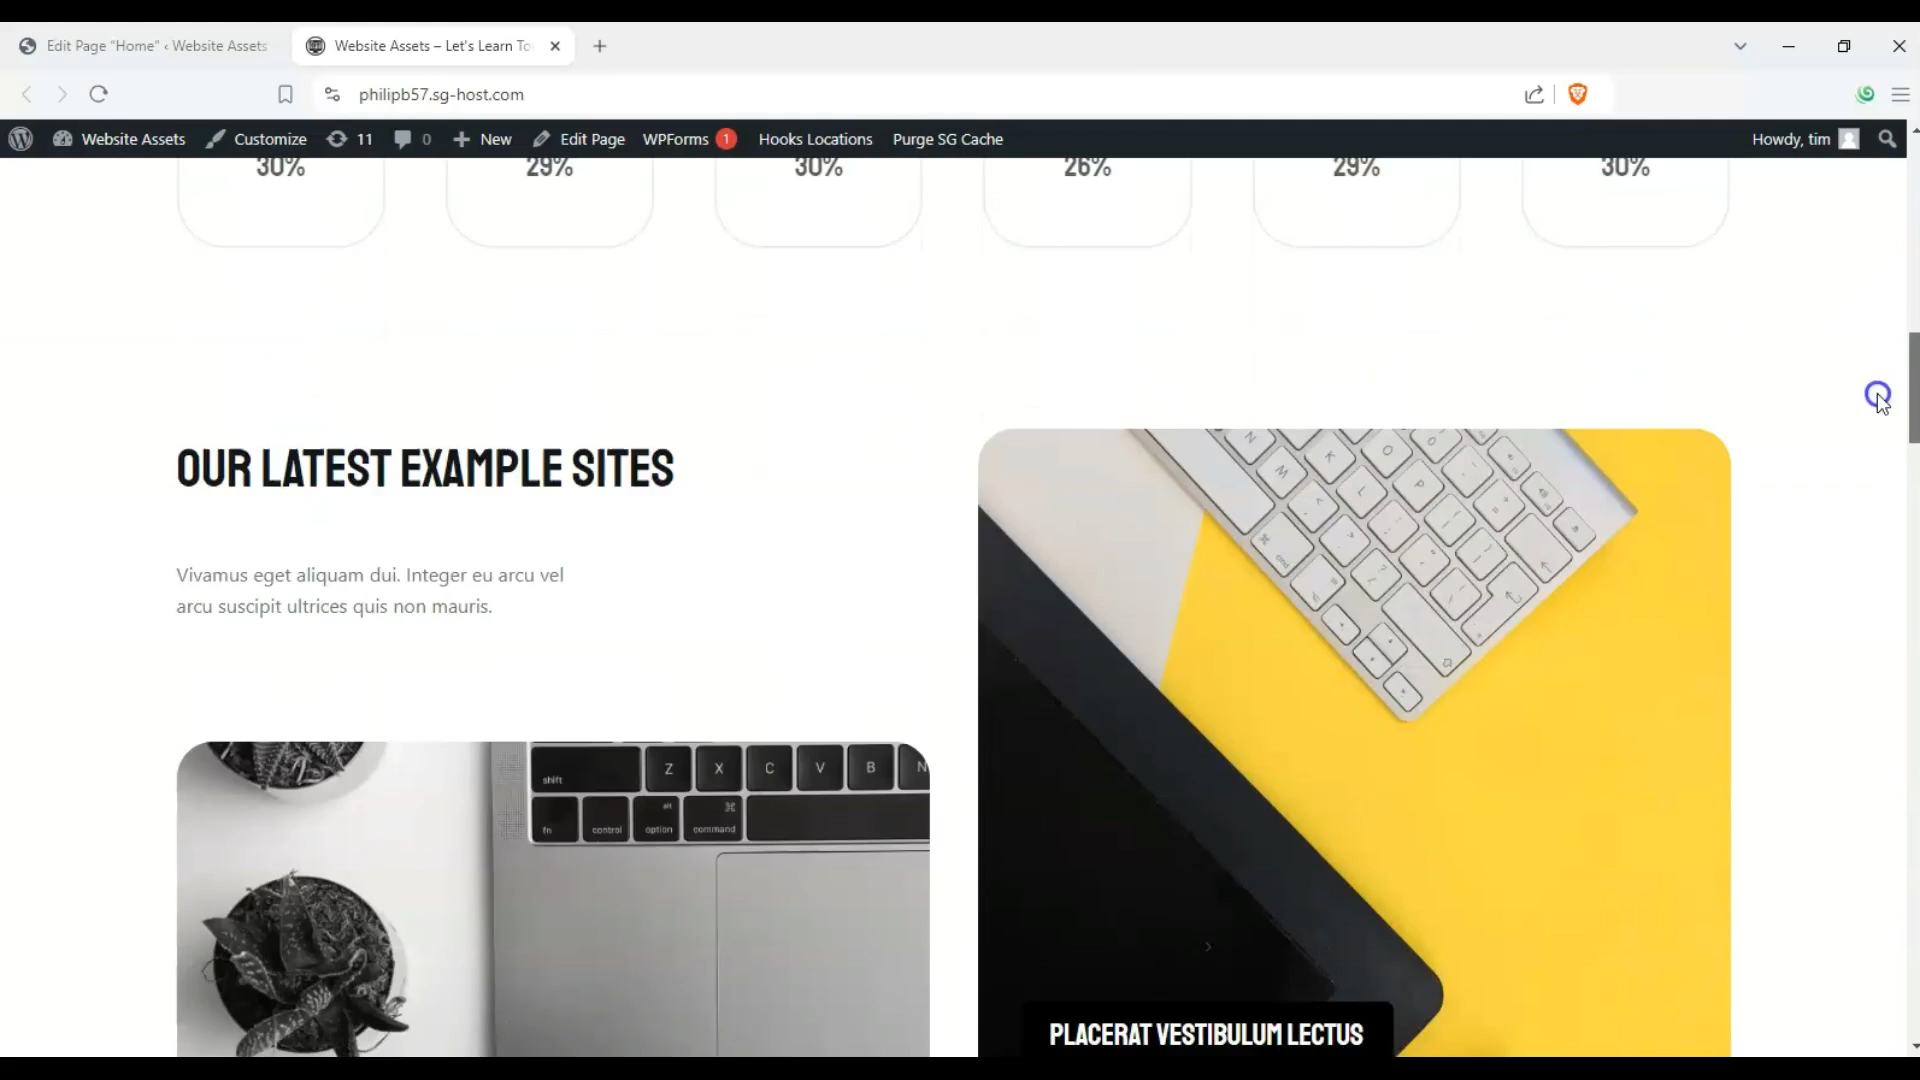 Edit Page "Home" ‹ Website Assets
Website Assets – Let's Learn To
philipb57.sg-host.com
Website Assets
Customize
11
0
New
Edit Page
WPForms 1
Hooks Locations
Purge SG Cache
Howdy, tim
30%
29%
30%
26%
29%
30%
OUR LATEST EXAMPLE SITES
Vivamus eget aliquam dui. Integer eu arcu vel
arcu suscipit ultrices quis non mauris.
shift Z X C V B N
fn control alt option command
PLACERAT VESTIBULUM LECTUS